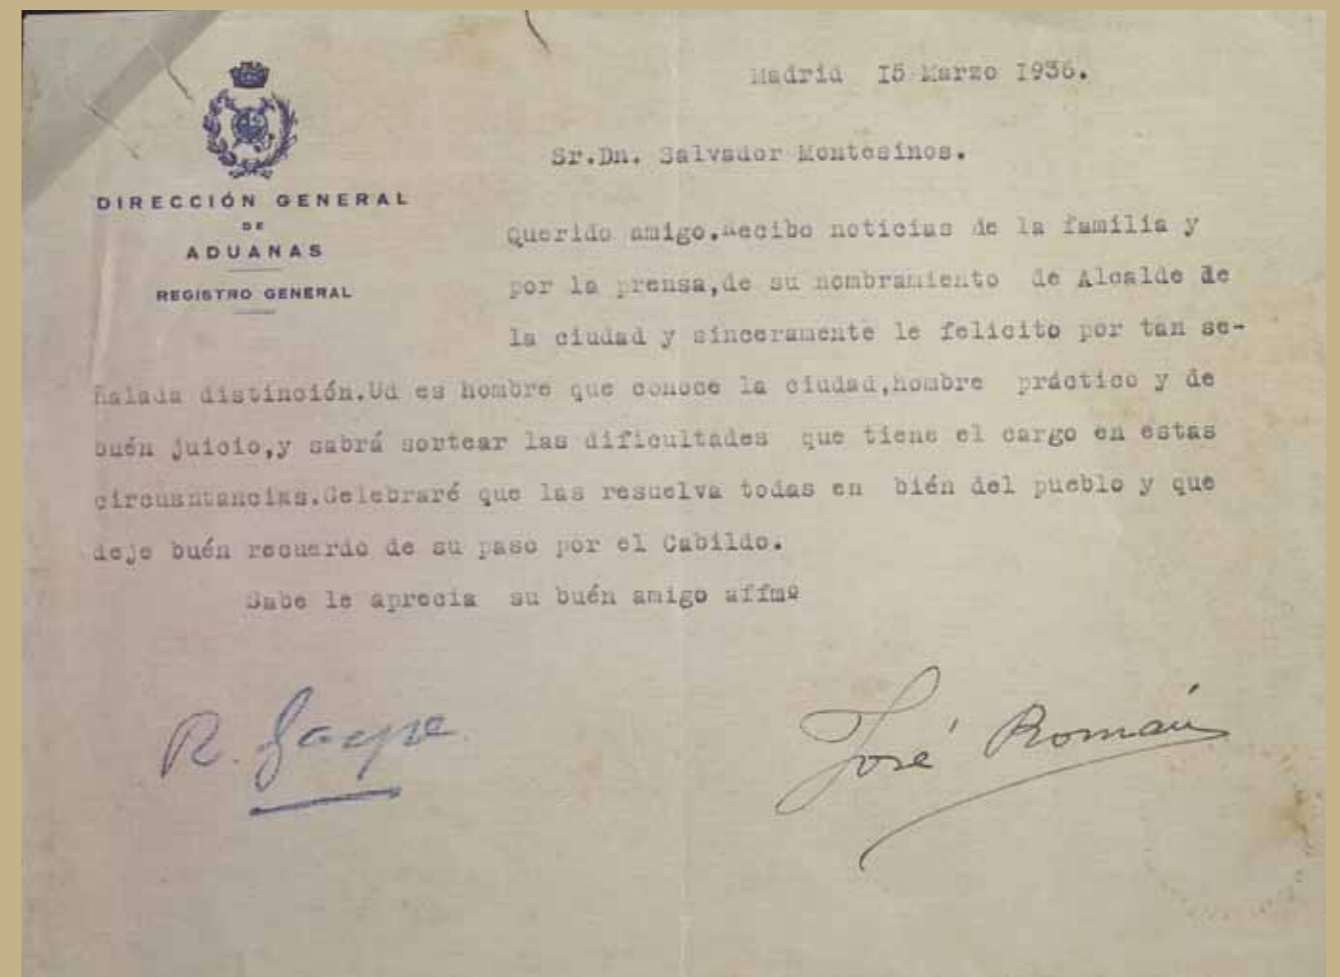 Madrid 15 Marzo 1936.
Sr.Dn. Salvador Montesinos.
DIRECCIÓN GENERAL
DE
ADUANAS
REGISTRO GENERAL
Querido amigo.Recibo noticias de la familia y
por la prensa,de su nombramiento de Alcalde de
la ciudad y sinceramente le felicito por tan se-
ñalada distinción.Ud es hombre que conoce la ciudad,hombre práctico y de
buén juicio,y sabrá sortear las dificultades que tiene el cargo en estas
circusntancias.Celebraré que las resuelva todas en bién del pueblo y que
deje buén recuerdo de su paso por el Cabildo.
Sabe le aprecia su buén amigo affmº
R.
José Román